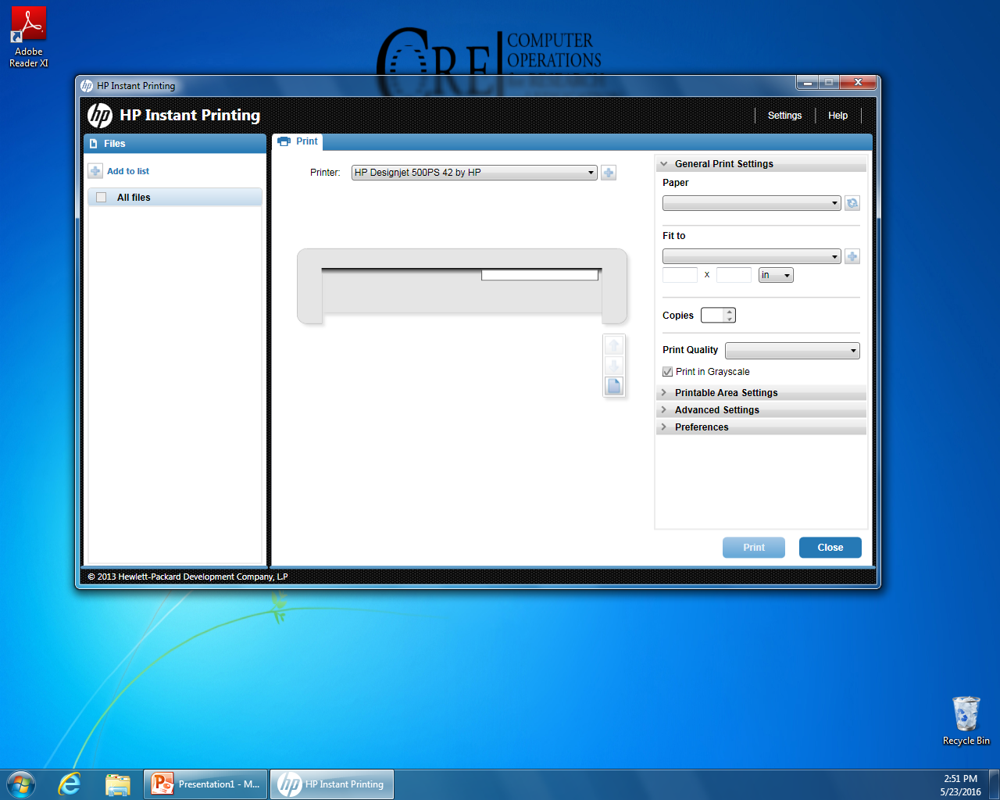 Adobe
Reader XI
CORE
COMPUTER
OPERATIONS
HP Instant Printing
hp HP Instant Printing
Settings
Help
Files
Print
Add to list
Printer:
HP Designjet 500PS 42 by HP
General Print Settings
All files
Paper
Fit to
x
in
Copies
Print Quality
Print in Grayscale
Printable Area Settings
Advanced Settings
Preferences
Print
Close
© 2013 Hewlett-Packard Development Company, L.P
Recycle Bin
Presentation1 - M...
hp HP Instant Printing
2:51 PM
5/23/2016